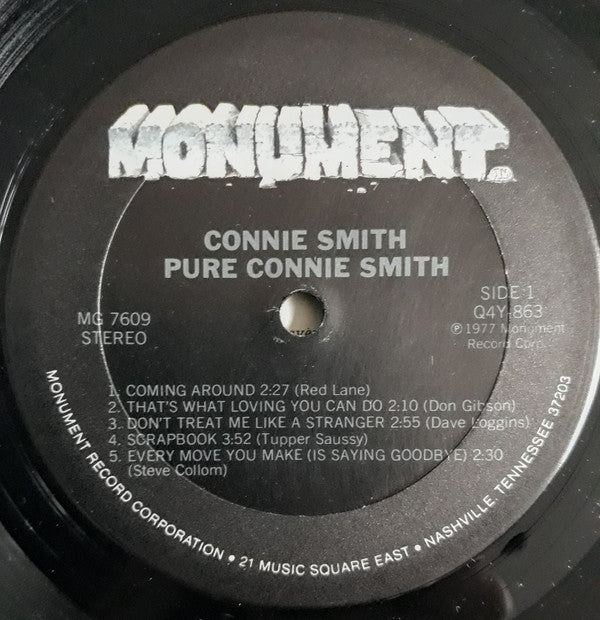 MONUMENT
TM
CONNIE SMITH
PURE CONNIE SMITH
MG 7609
STEREO
SIDE 1
Q4Y-863
℗ 1977 Monument
Record Corp.
1. COMING AROUND 2:27 (Red Lane)
2. THAT'S WHAT LOVING YOU CAN DO 2:10 (Don Gibson)
3. DON'T TREAT ME LIKE A STRANGER 2:55 (Dave Loggins)
4. SCRAPBOOK 3:52 (Tupper Saussy)
5. EVERY MOVE YOU MAKE (IS SAYING GOODBYE) 2:30
(Steve Collom)
MONUMENT RECORD CORPORATION • 21 MUSIC SQUARE EAST • NASHVILLE, TENNESSEE 37203